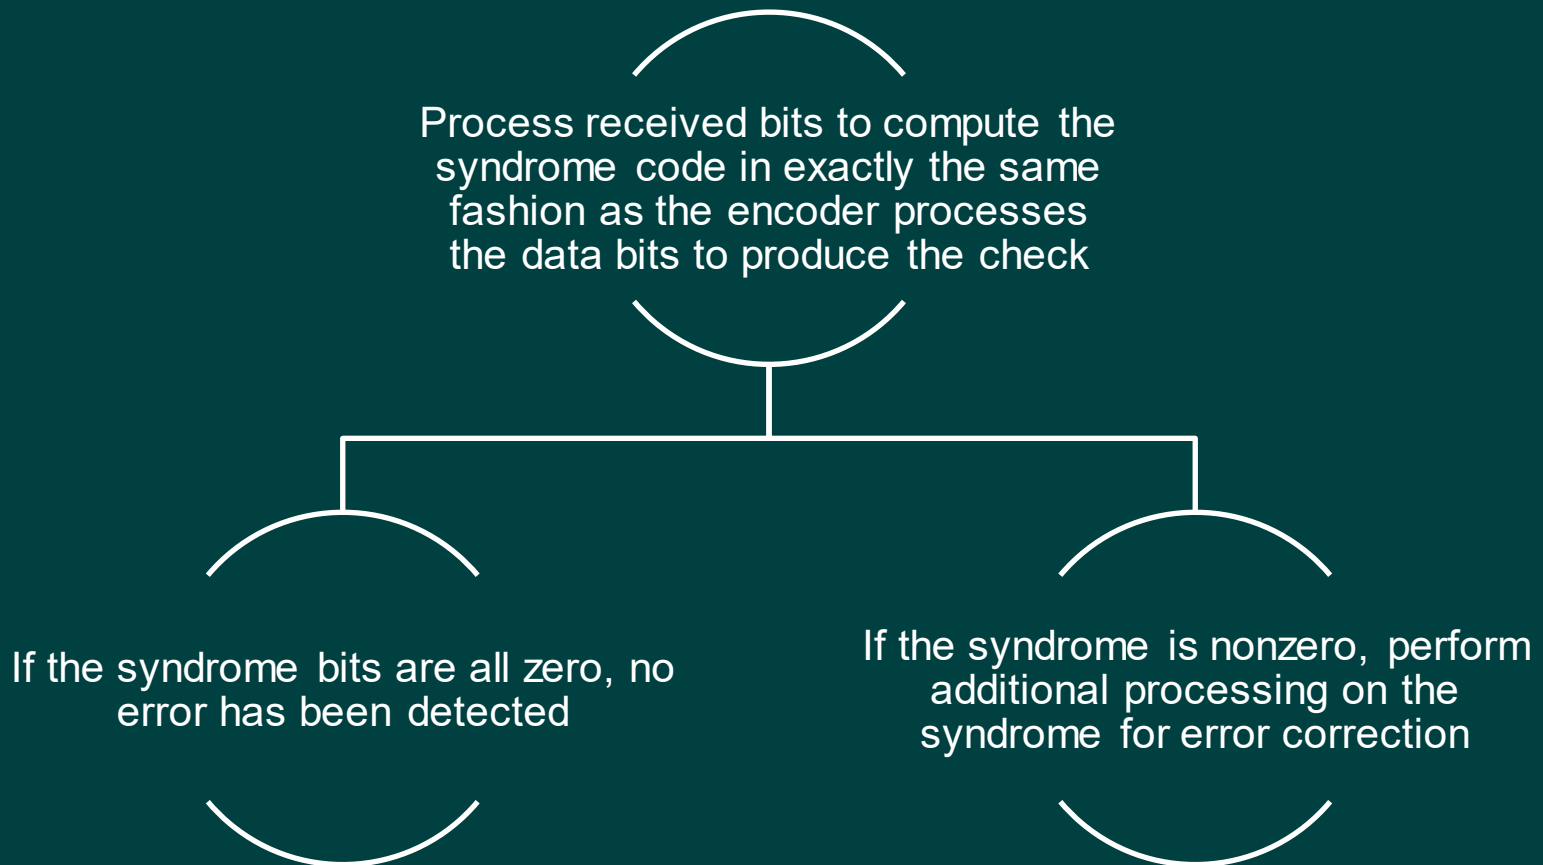 Process received bits to compute the
syndrome code in exactly the same
fashion as the encoder processes
the data bits to produce the check
If the syndrome bits are all zero, no
error has been detected
If the syndrome is nonzero, perform
additional processing on the
syndrome for error correction